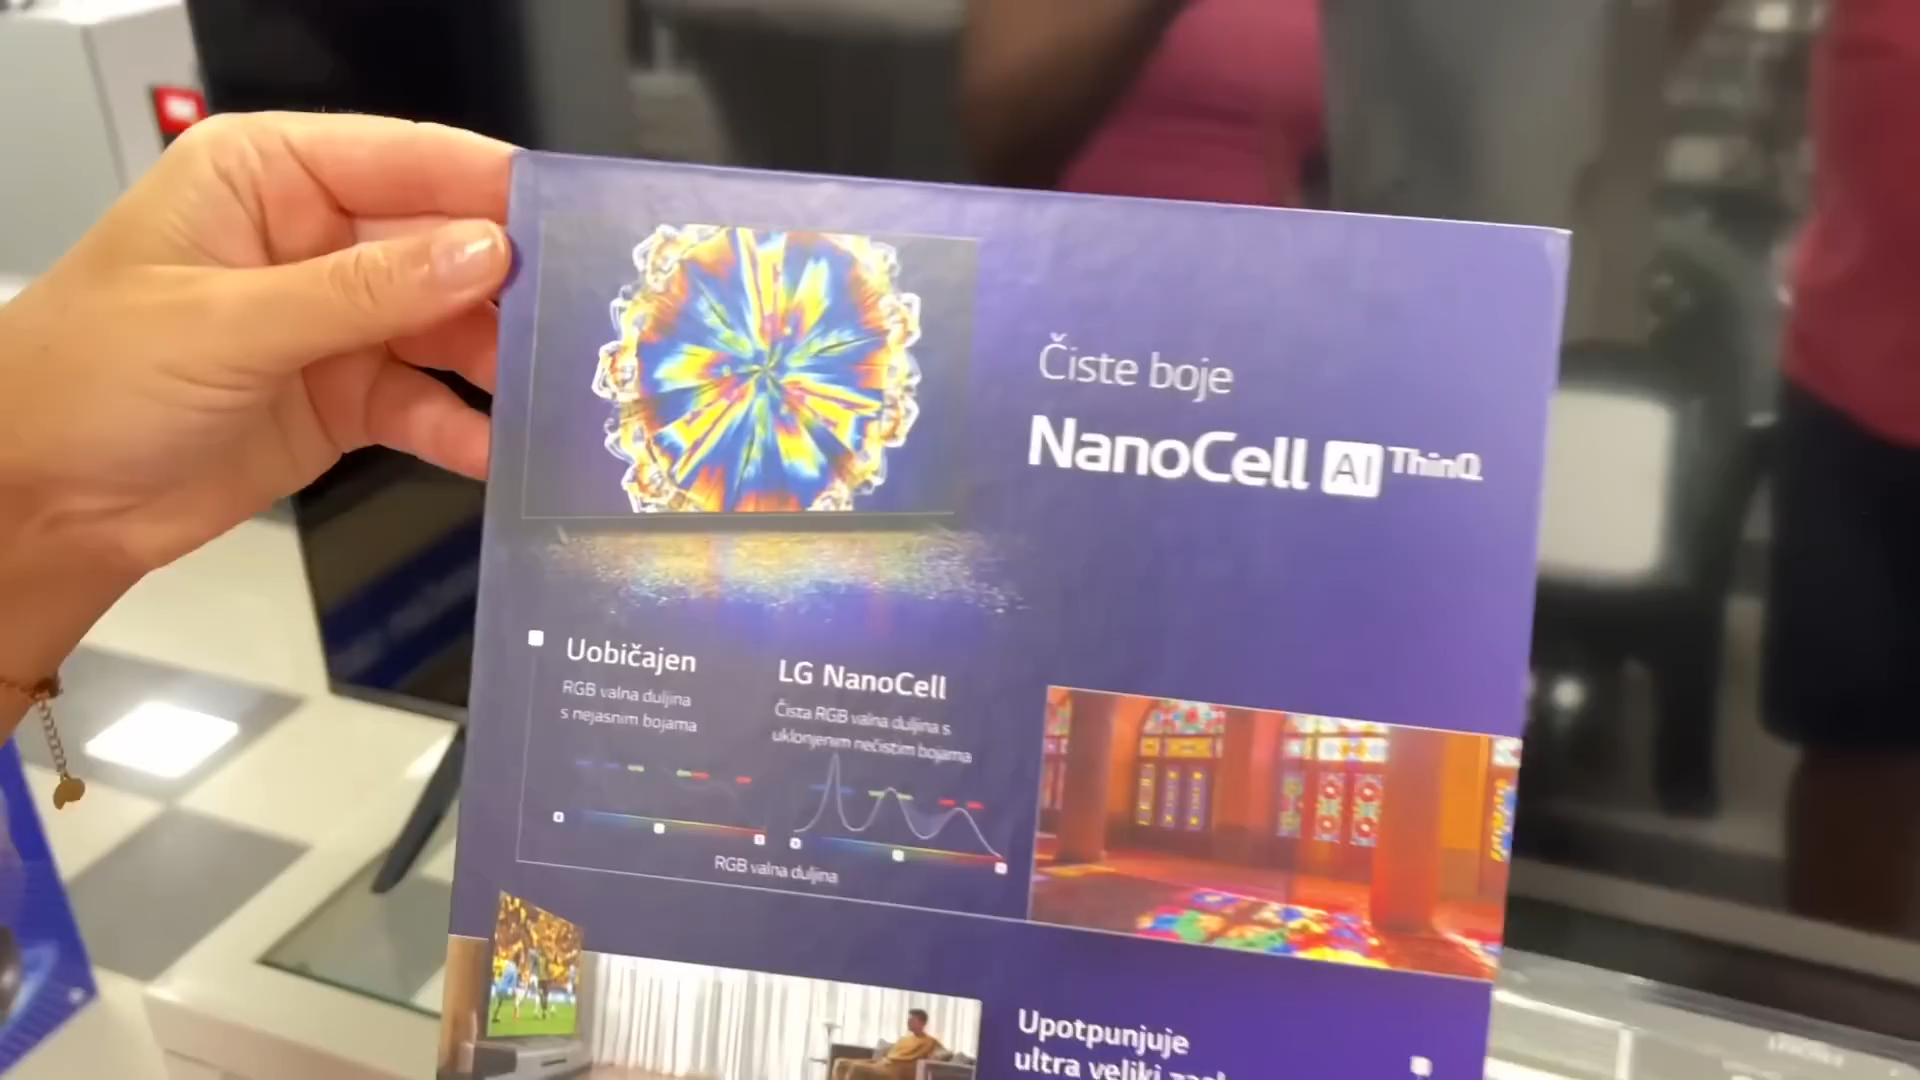 Čiste boje
NanoCell AI ThinQ
Uobičajen
RGB valna duljina
s nejasnim bojama
LG NanoCell
Čista RGB valna duljina s
uklonjenim nečistim bojama
RGB valna duljina
Upotpunjuje
ultra veliki